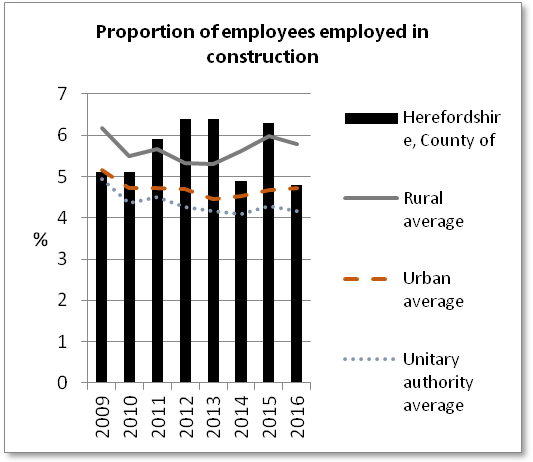 Proportion of employees employed in
construction
7
6
5
4
3
2
1
0
%
2009
2010
2011
2012
2013
2014
2015
2016
Herefordshir
e, County of
Rural
average
Urban
average
Unitary
authority
average